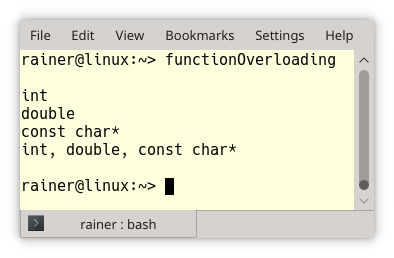 File Edit View Bookmarks Settings Help
rainer@linux:~> functionOverloading
int
double
const char*
int, double, const char*
rainer@linux:~>
rainer : bash